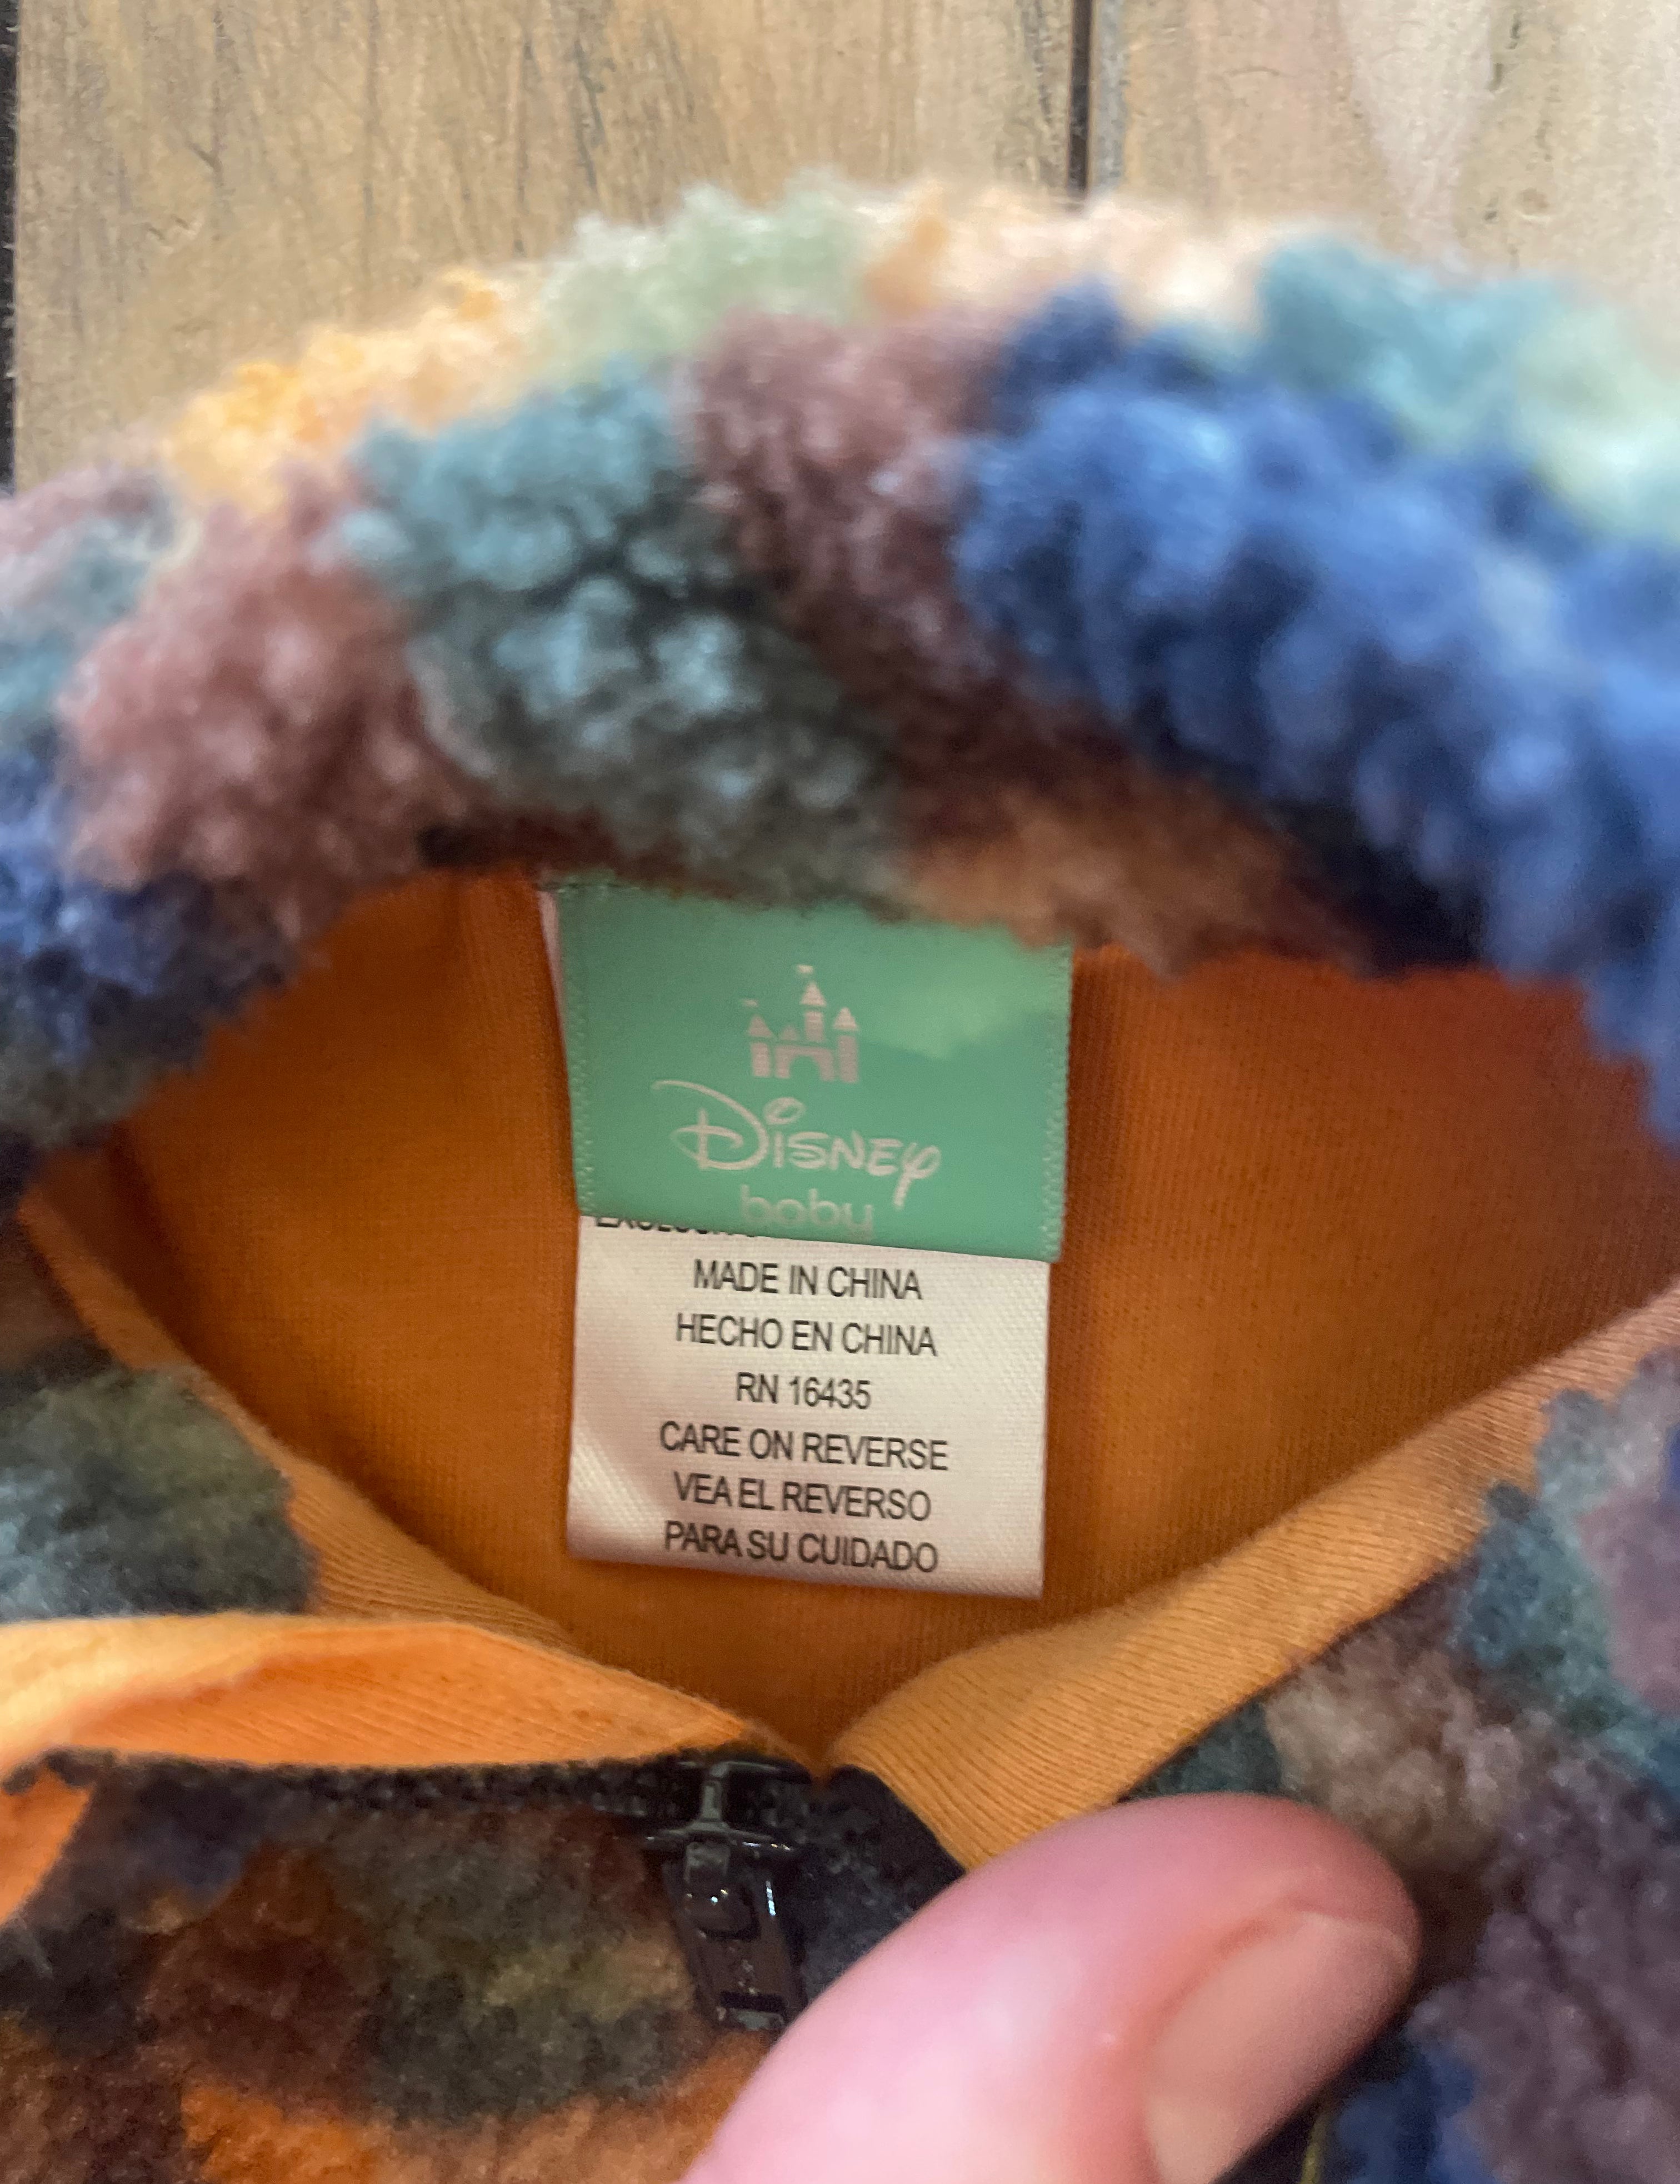 Disney
baby
MADE IN CHINA
HECHO EN CHINA
RN 16435
CARE ON REVERSE
VEA EL REVERSO
PARA SU CUIDADO